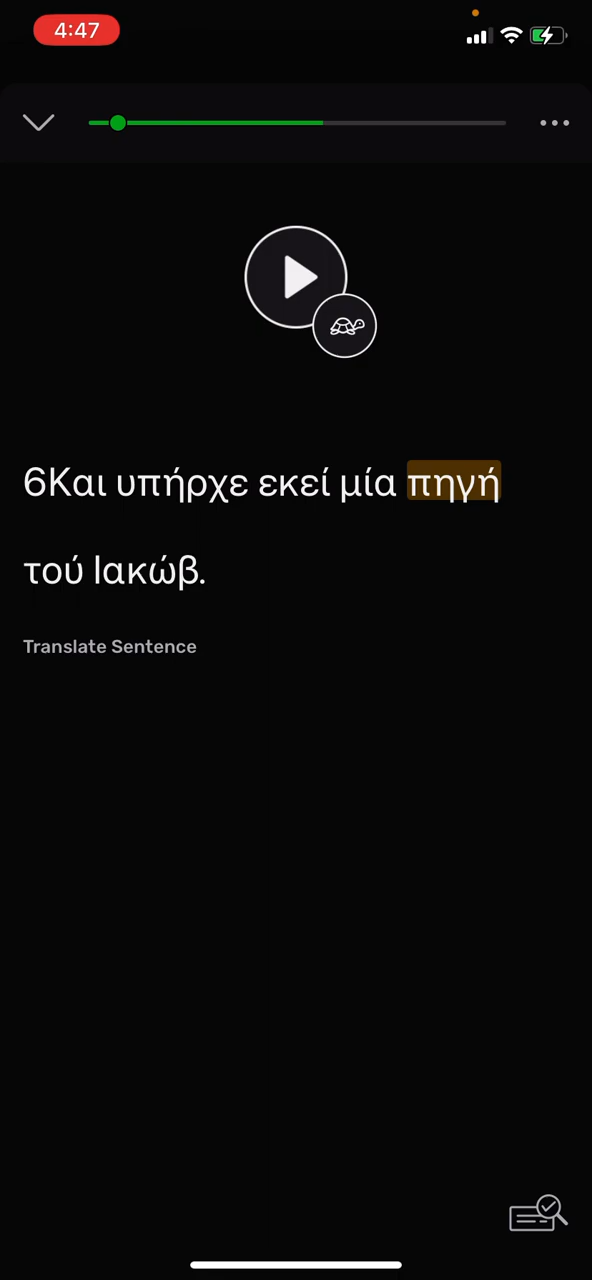 4:47
6Και υπήρχε εκεί μία πηγή
τού Ιακώβ.
Translate Sentence